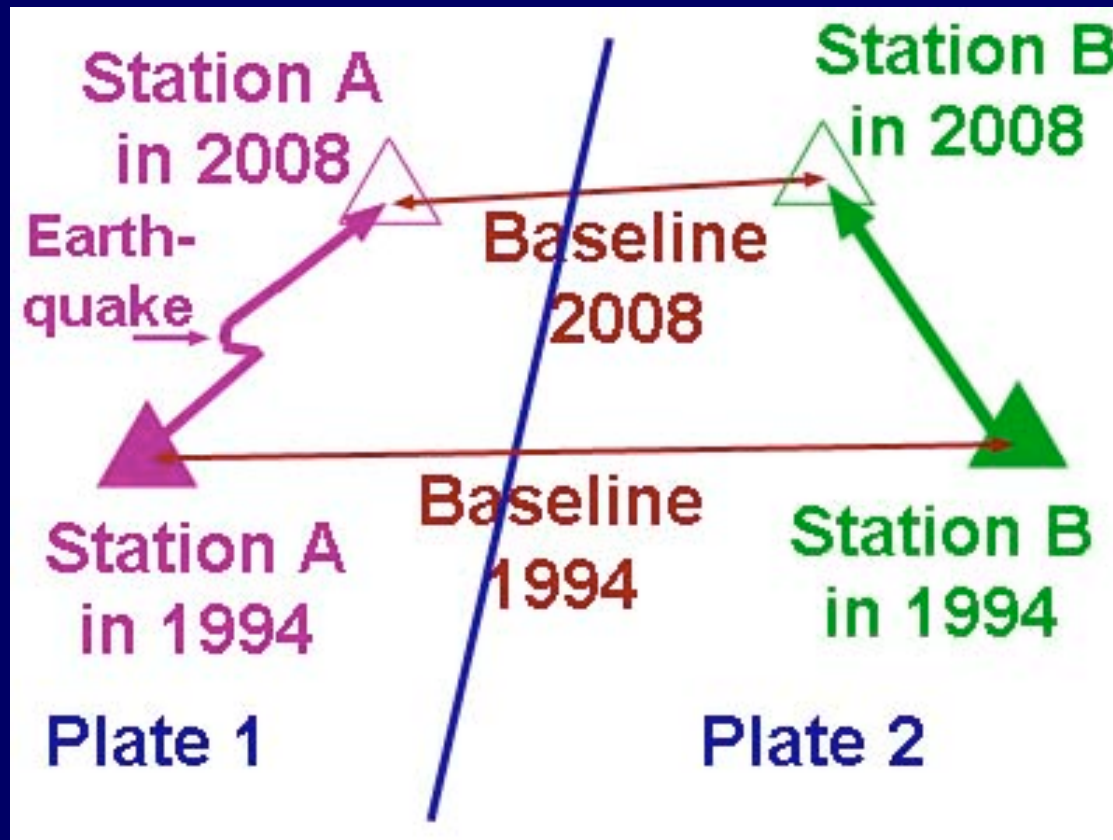 Station A
in 2008
Station B
in 2008
Earth-
quake
Baseline
2008
Baseline
1994
Station A
in 1994
Station B
in 1994
Plate 1
Plate 2